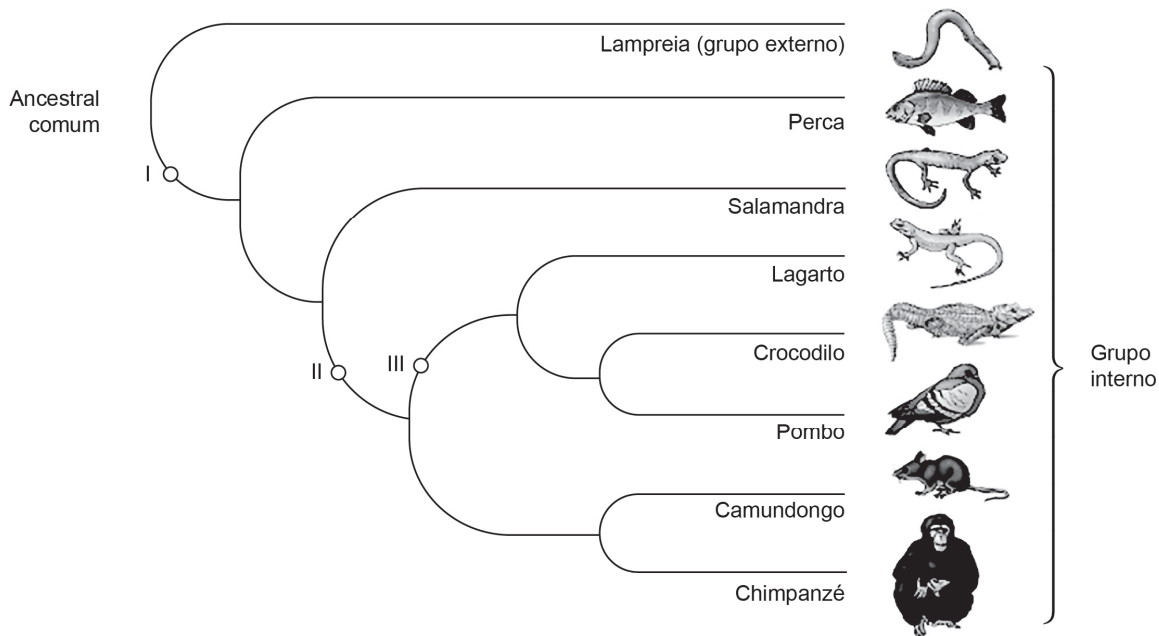 Lampreia (grupo externo)
Ancestral
comum
Perca
I
Salamandra
Lagarto
Crocodilo
II
III
Grupo
interno
Pombo
Camundongo
Chimpanzé